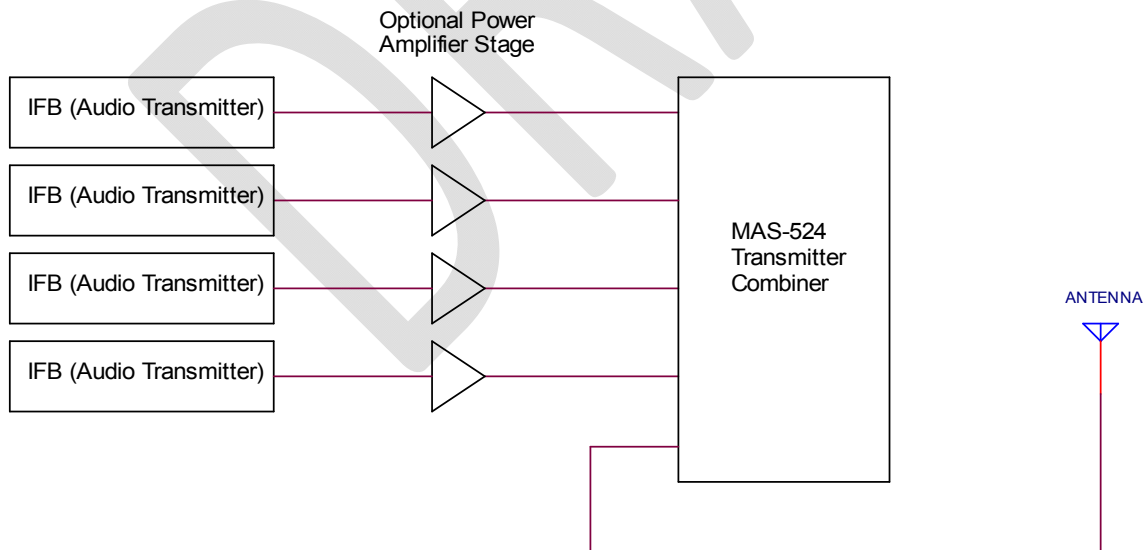 Optional Power
Amplifier Stage
IFB (Audio Transmitter)
IFB (Audio Transmitter)
IFB (Audio Transmitter)
IFB (Audio Transmitter)
MAS-524
Transmitter
Combiner
ANTENNA